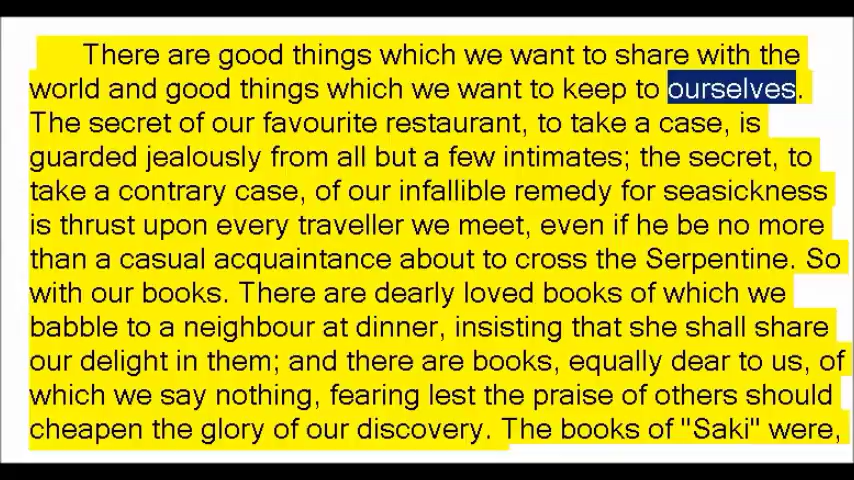 There are good things which we want to share with the
world and good things which we want to keep to ourselves.
The secret of our favourite restaurant, to take a case, is
guarded jealously from all but a few intimates; the secret, to
take a contrary case, of our infallible remedy for seasickness
is thrust upon every traveller we meet, even if he be no more
than a casual acquaintance about to cross the Serpentine. So
with our books. There are dearly loved books of which we
babble to a neighbour at dinner, insisting that she shall share
our delight in them; and there are books, equally dear to us, of
which we say nothing, fearing lest the praise of others should
cheapen the glory of our discovery. The books of "Saki" were,